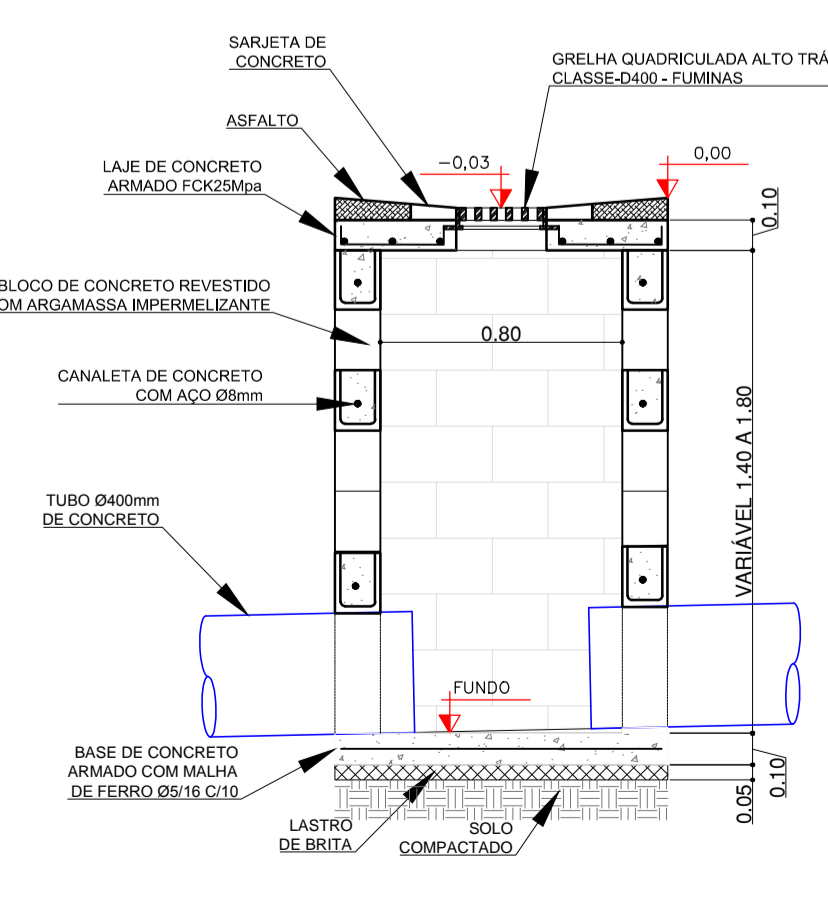 SARJETA DE
CONCRETO
GRELHA QUADRICULADA ALTO TRÁ
CLASSE-D400 - FUMINAS
ASFALTO
-0,03
0,00
LAJE DE CONCRETO
ARMADO FCK25Mpa
0.10
BLOCO DE CONCRETO REVESTIDO
OM ARGAMASSA IMPERMELIZANTE
0.80
CANALETA DE CONCRETO
COM AÇO Ø8mm
VARIÁVEL 1.40 A 1.80
TUBO Ø400mm
DE CONCRETO
FUNDO
BASE DE CONCRETO
ARMADO COM MALHA
DE FERRO Ø5/16 C/10
0.10
0.05
LASTRO
DE BRITA
SOLO
COMPACTADO